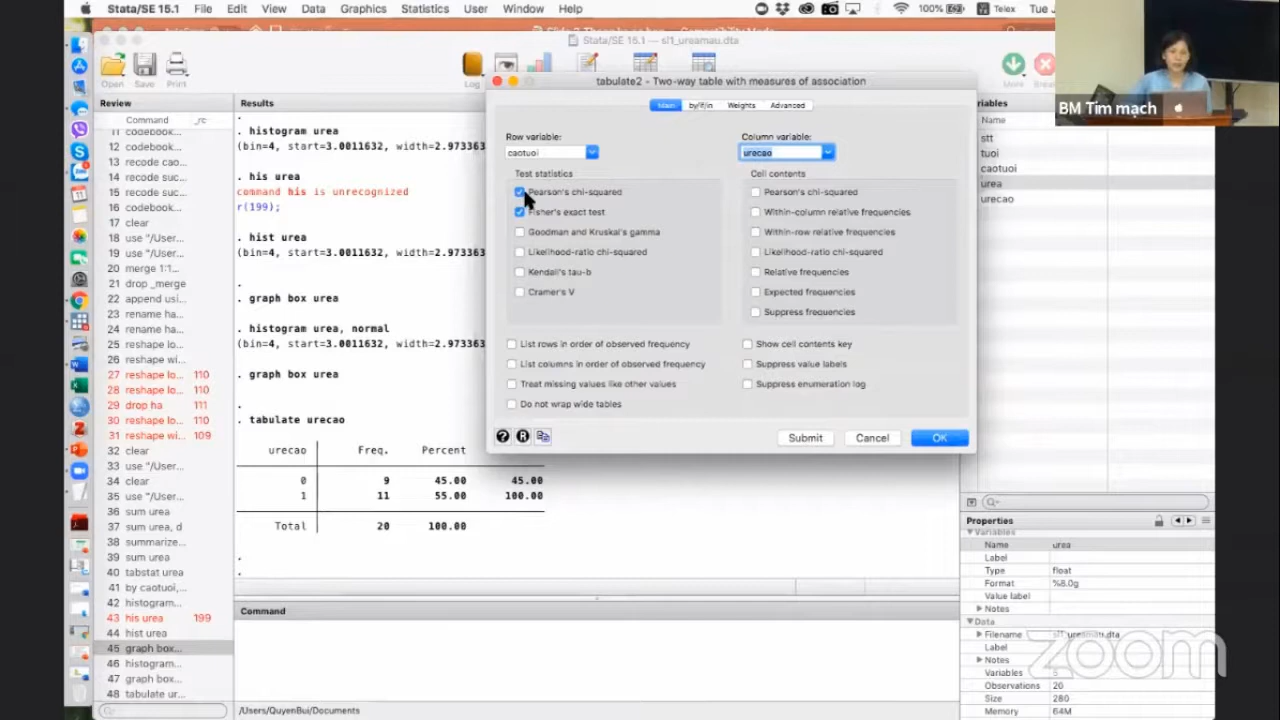 Stata/SE 15.1 File Edit View Data Graphics Statistics User Window Help
100%
Telex
Tue
Stata/SE 15.1 — sl1_ureamau.dta
Open
Save
Print
Log
More
tabulate2 - Two-way table with measures of association
Main
by/if/in
Weights
Advanced
Review
Command
_rc
11 codebook...
12 codebook...
13 recode cao...
14 recode suc...
15 recode suc...
16 codebook...
17 clear
18 use "/User...
19 use "/User...
20 merge 1:1...
21 drop _merge
22 append usi...
23 rename ha...
24 rename ha...
25 reshape lo...
26 reshape wi...
27 reshape lo... 110
28 reshape lo... 110
29 drop ha 111
30 reshape lo... 110
31 reshape wi... 109
32 clear
33 use "/User...
34 clear
35 use "/User...
36 sum urea
37 sum urea, d
38 summarize...
39 sum urea
40 tabstat urea
41 by caotuoi,...
42 histogram...
43 his urea 199
44 hist urea
45 graph box...
46 histogram...
47 graph box...
48 tabulate ur...
Results
.
. histogram urea
(bin=4, start=3.0011632, width=2.973363
. his urea
command his is unrecognized
r(199);
. hist urea
(bin=4, start=3.0011632, width=2.973363
.
. graph box urea
. histogram urea, normal
(bin=4, start=3.0011632, width=2.973363
. graph box urea
.
. tabulate urecao
urecao Freq. Percent
0 9 45.00 45.00
1 11 55.00 100.00
Total 20 100.00
.
.
Command
/Users/QuyenBui/Documents
Row variable:
caotuoi
Column variable:
urecao
Test statistics
Pearson's chi-squared
Fisher's exact test
Goodman and Kruskal's gamma
Likelihood-ratio chi-squared
Kendall's tau-b
Cramer's V
Cell contents
Pearson's chi-squared
Within-column relative frequencies
Within-row relative frequencies
Likelihood-ratio chi-squared
Relative frequencies
Expected frequencies
Suppress frequencies
List rows in order of observed frequency
List columns in order of observed frequency
Treat missing values like other values
Do not wrap wide tables
Show cell contents key
Suppress value labels
Suppress enumeration log
Submit
Cancel
OK
BM Tim mạch
Name
stt
tuoi
caotuoi
urea
urecao
Properties
Variables
Name urea
Label
Type float
Format %8.0g
Value label
Notes
Data
Filename sl1_ureamau.dta
Label
Notes
Variables 5
Observations 20
Size 280
Memory 64M
zoom